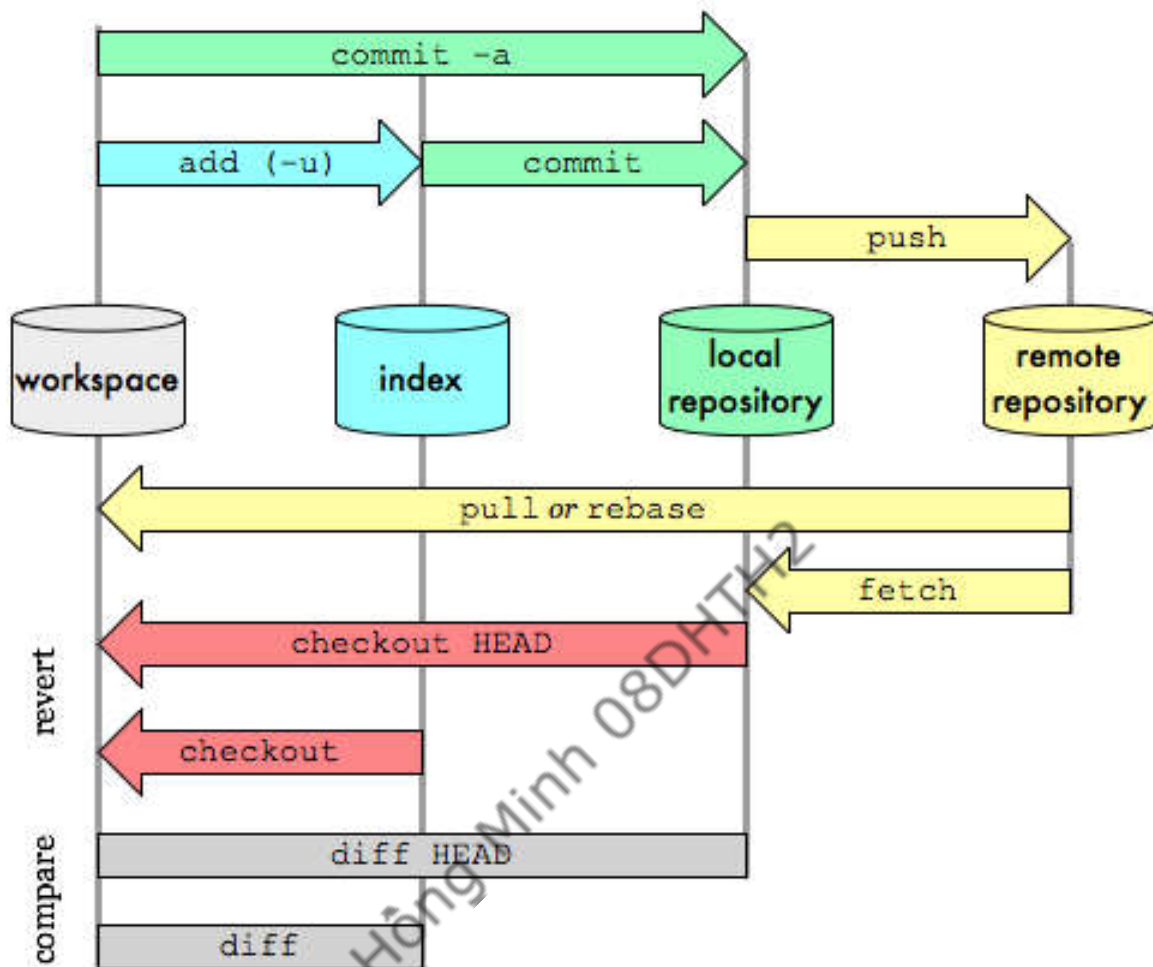 commit -a
add (-u)
commit
push
workspace
index
local
repository
remote
repository
pull or rebase
fetch
revert
checkout HEAD
checkout
compare
diff HEAD
diff
Hồng Minh 08DHTH2